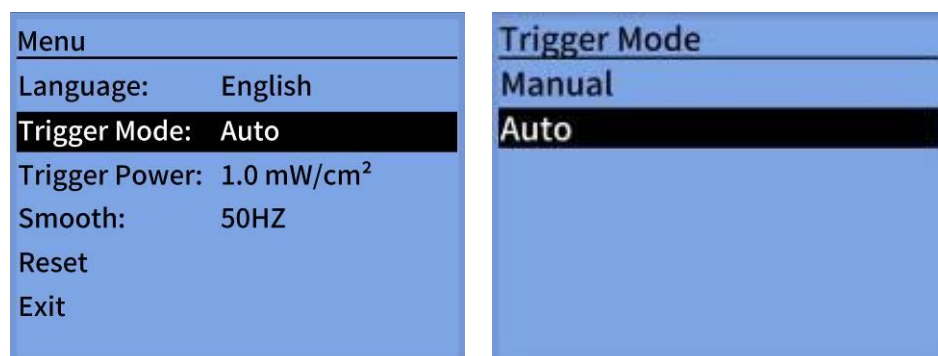 Menu
Language: English
Trigger Mode: Auto
Trigger Power: 1.0 mW/cm²
Smooth: 50HZ
Reset
Exit
Trigger Mode
Manual
Auto